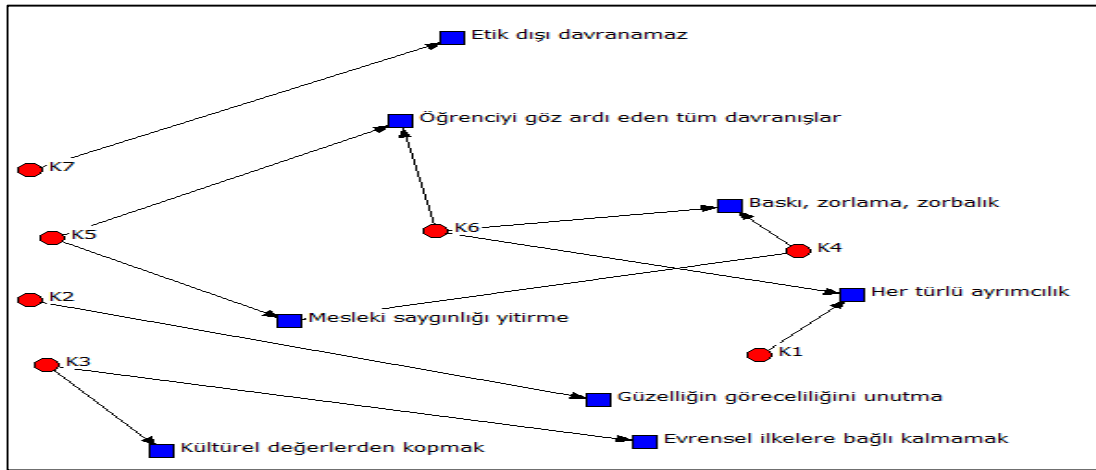 Etik dışı davranamaz
Öğrenciyi göz ardı eden tüm davranışlar
K7
Baskı, zorlama, zorbalık
K5
K6
K4
Her türlü ayrımcılık
K2
Mesleki saygınlığı yitirme
K1
K3
Güzelliğin göreceliliğini unutma
Evrensel ilkelere bağlı kalmamak
Kültürel değerlerden kopmak